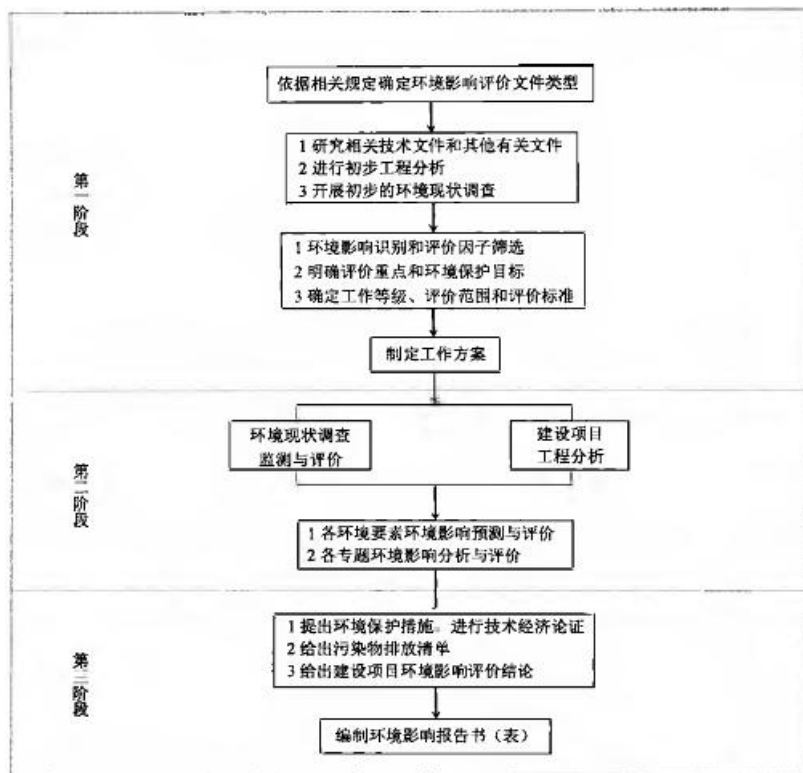 第一阶段
依据相关规定确定环境影响评价文件类型
1 研究相关技术文件和其他有关文件
2 进行初步工程分析
3 开展初步的环境现状调查
1 环境影响识别和评价因子筛选
2 明确评价重点和环境保护目标
3 确定工作等级、评价范围和评价标准
制定工作方案
第二阶段
环境现状调查
监测与评价
建设项目
工程分析
1 各环境要素环境影响预测与评价
2 各专题环境影响分析与评价
第三阶段
1 提出环境保护措施。进行技术经济论证
2 给出污染物排放清单
3 给出建设项目环境影响评价结论
编制环境影响报告书（表）